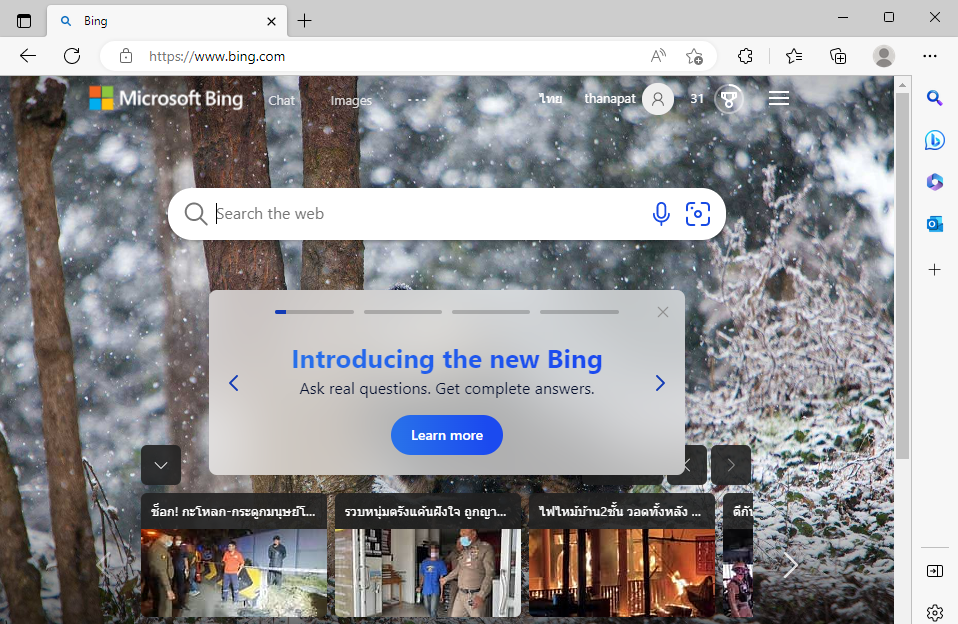 Bing
https://www.bing.com
Microsoft Bing
Chat
Images
ไทย
thanapat
31
Search the web
Introducing the new Bing
Ask real questions. Get complete answers.
Learn more
ช็อก! กะโหลก-กระดูกมนุษย์โ...
รวบหนุ่มครั่งแค้นฝังใจ ถูกญา...
ไฟไหม้บ้าน2ชั้น วอดทั้งหลัง ...